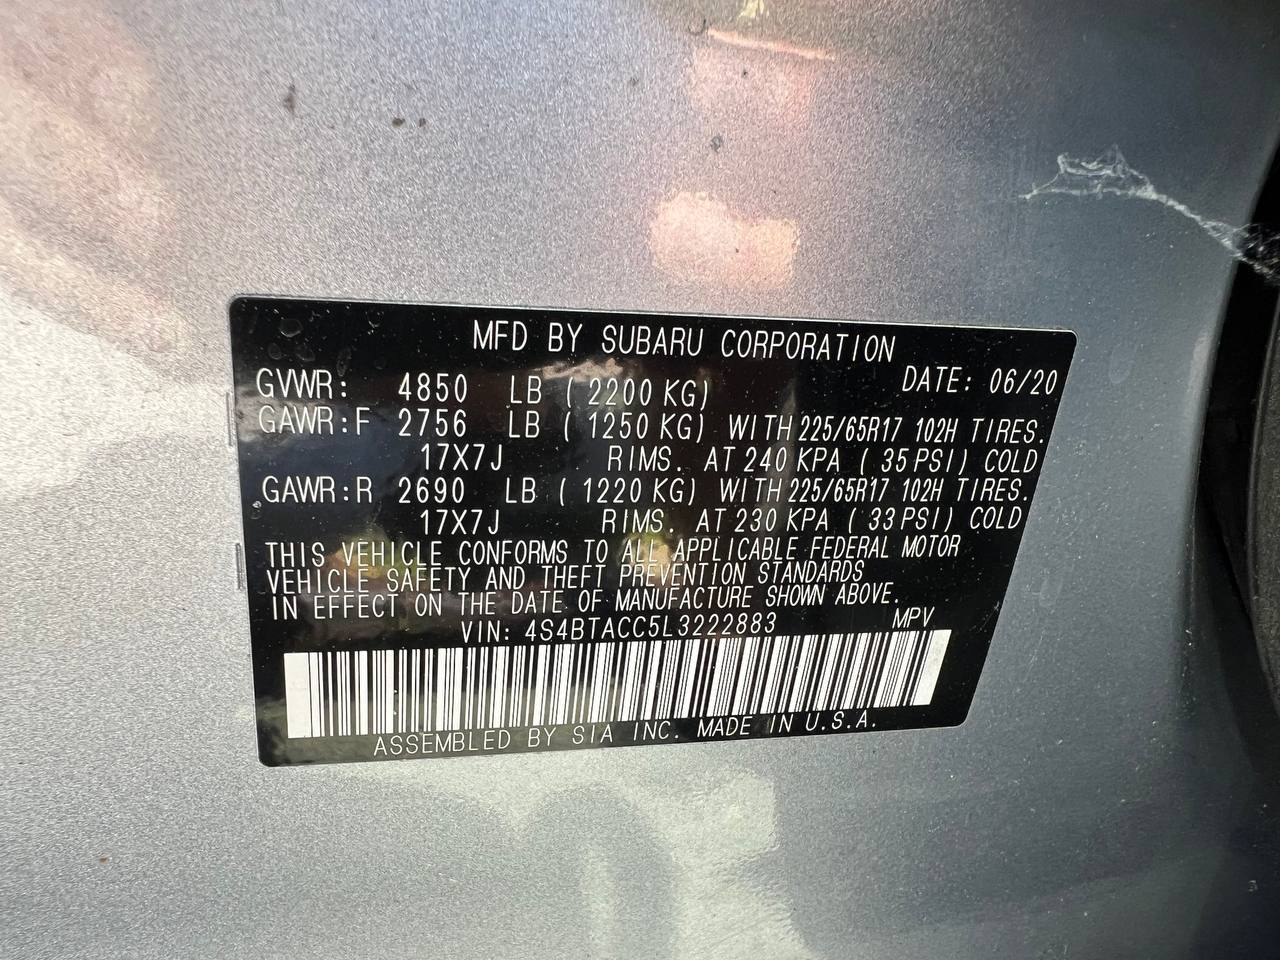 MFD BY SUBARU CORPORATION
GVWR: 4850 LB ( 2200 KG) DATE: 06/20
GAWR:F 2756 LB ( 1250 KG) WITH 225/65R17 102H TIRES.
17X7J RIMS. AT 240 KPA ( 35 PSI) COLD
GAWR:R 2690 LB ( 1220 KG) WITH 225/65R17 102H TIRES.
17X7J RIMS. AT 230 KPA ( 33 PSI) COLD
THIS VEHICLE CONFORMS TO ALL APPLICABLE FEDERAL MOTOR
VEHICLE SAFETY AND THEFT PREVENTION STANDARDS
IN EFFECT ON THE DATE OF MANUFACTURE SHOWN ABOVE.
VIN: 4S4BTACC5L3222883 MPV
ASSEMBLED BY SIA INC. MADE IN U.S.A.